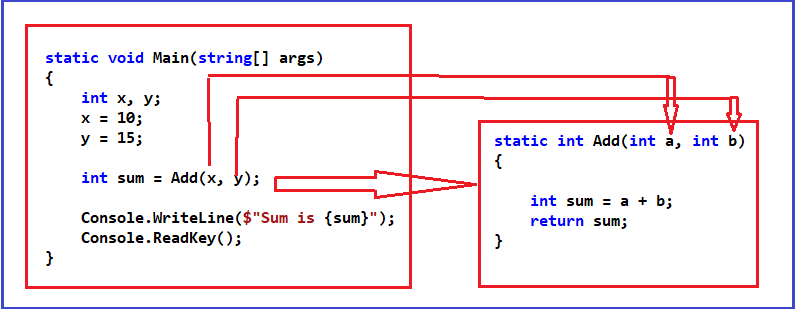 static void Main(string[] args)
{
int x, y;
x = 10;
y = 15;
int sum = Add(x, y);
Console.WriteLine($"Sum is {sum}");
Console.ReadKey();
}
static int Add(int a, int b)
{
int sum = a + b;
return sum;
}